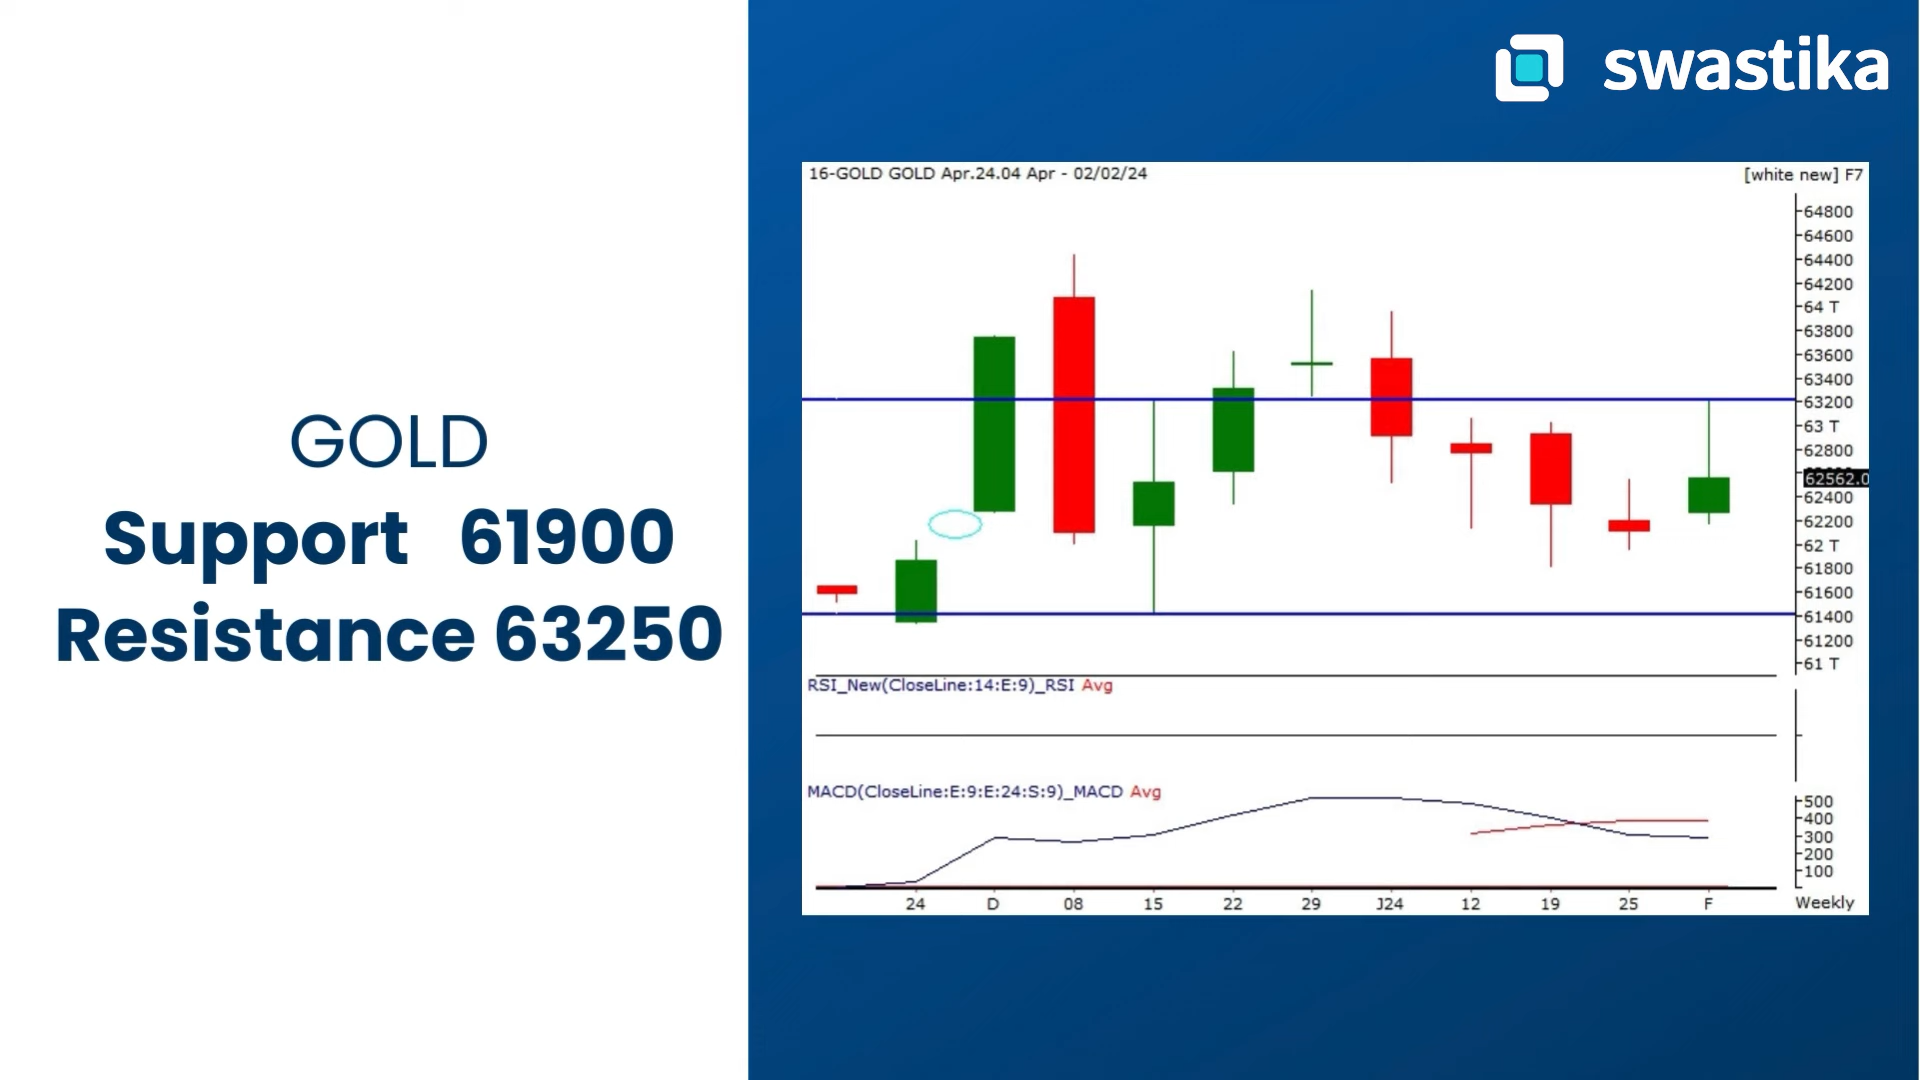 swastika
GOLD
Support 61900
Resistance 63250
16-GOLD GOLD Apr.24.04 Apr - 02/02/24
[white new] F7
64800
64600
64400
64200
64 T
63800
63600
63400
63200
63 T
62800
62562.0
62400
62200
62 T
61800
61600
61400
61200
61 T
RSI_New(CloseLine:14:E:9)_RSI Avg
MACD(CloseLine:E:9:E:24:S:9)_MACD Avg
500
400
300
200
100
24 D 08 15 22 29 J24 12 19 25 F Weekly